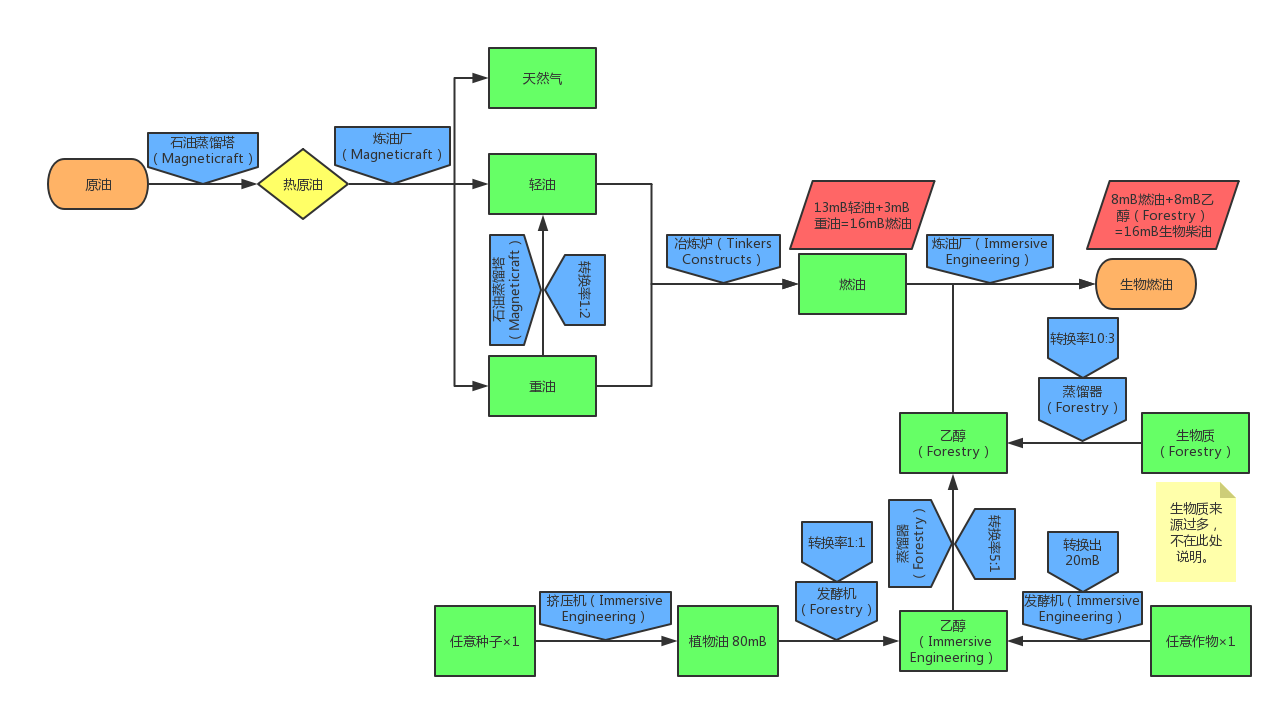 天然气
石油蒸馏塔
（Magneticraft）
炼油厂
（Magneticraft）
原油
热原油
轻油
13mB轻油+3mB
重油=16mB燃油
8mB燃油+8mB乙
醇（Forestry）
=16mB生物柴油
石油蒸馏塔
（Magneticraft）
转换率1:2
冶炼炉（Tinkers
Constructs）
炼油厂（Immersive
Engineering）
燃油
生物燃油
重油
转换率10:3
蒸馏器
（Forestry）
乙醇
（Forestry）
生物质
（Forestry）
生物质来
源过多，
不在此处
说明。
蒸馏器
（Forestry）
转换率5:1
转换率1:1
发酵机
（Forestry）
转换出
20mB
发酵机（Immersive
Engineering）
挤压机（Immersive
Engineering）
任意种子×1
植物油 80mB
乙醇
（Immersive
Engineering）
任意作物×1